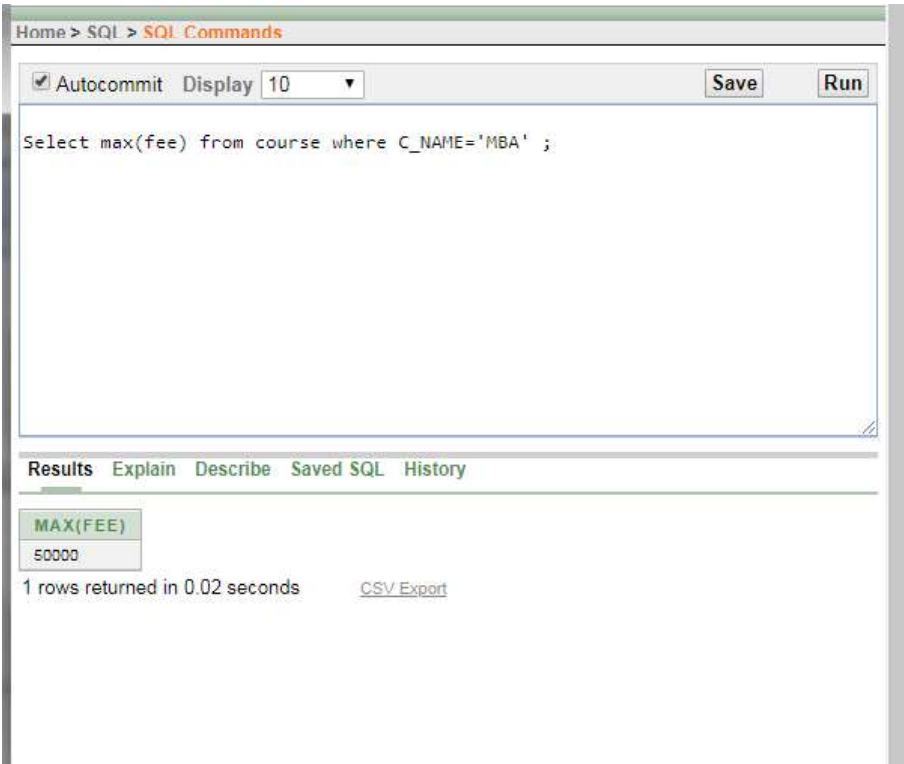 Home > SQL > SQL Commands
Autocommit Display 10 Save Run
Select max(fee) from course where C_NAME='MBA' ;
Results Explain Describe Saved SQL History
MAX(FEE)
50000
1 rows returned in 0.02 seconds CSV Export